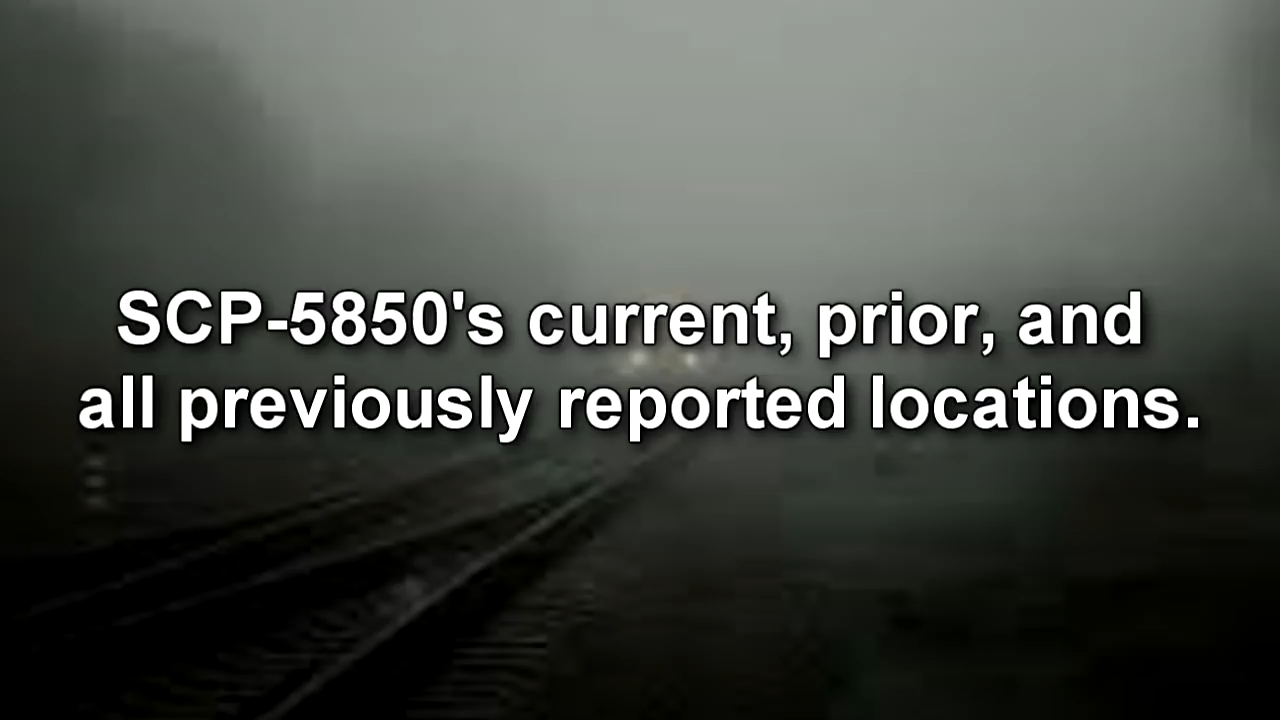 SCP-5850's current, prior, and
all previously reported locations.